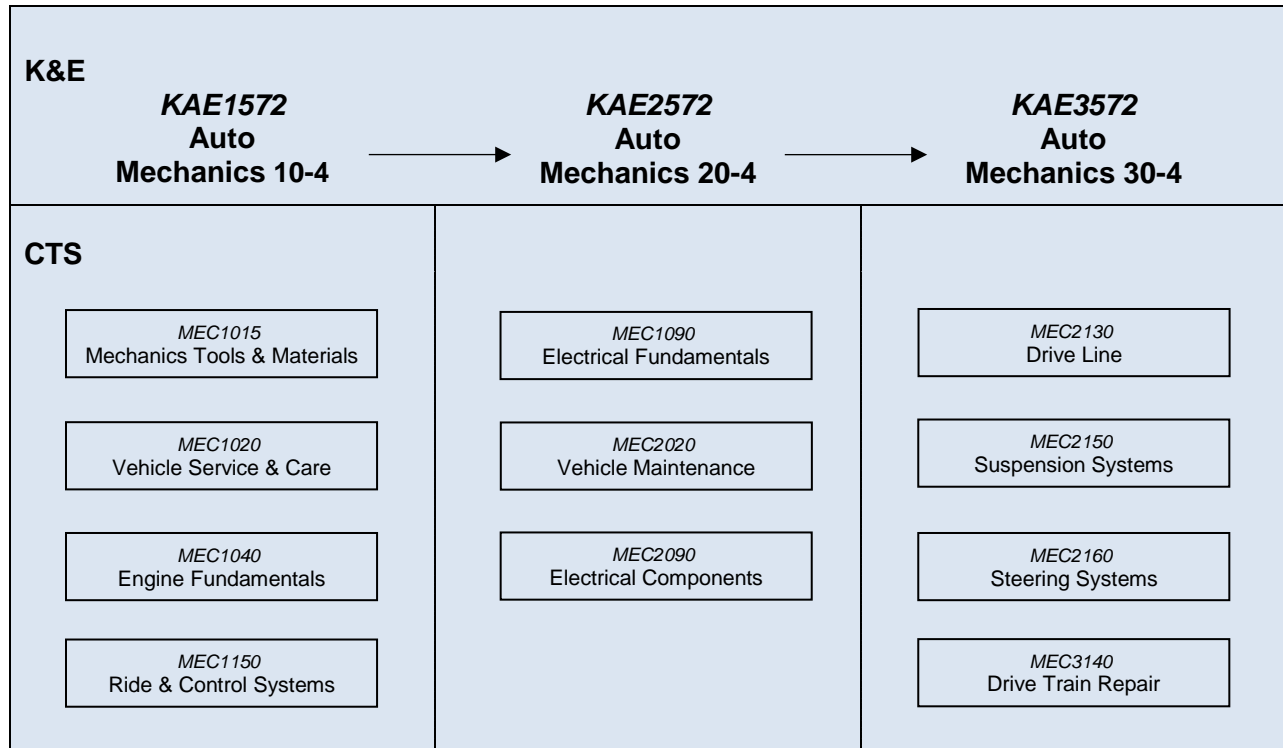 K&E
KAE1572
Auto
Mechanics 10-4
KAE2572
Auto
Mechanics 20-4
KAE3572
Auto
Mechanics 30-4
CTS
MEC1015
Mechanics Tools & Materials
MEC1020
Vehicle Service & Care
MEC1040
Engine Fundamentals
MEC1150
Ride & Control Systems
MEC1090
Electrical Fundamentals
MEC2020
Vehicle Maintenance
MEC2090
Electrical Components
MEC2130
Drive Line
MEC2150
Suspension Systems
MEC2160
Steering Systems
MEC3140
Drive Train Repair